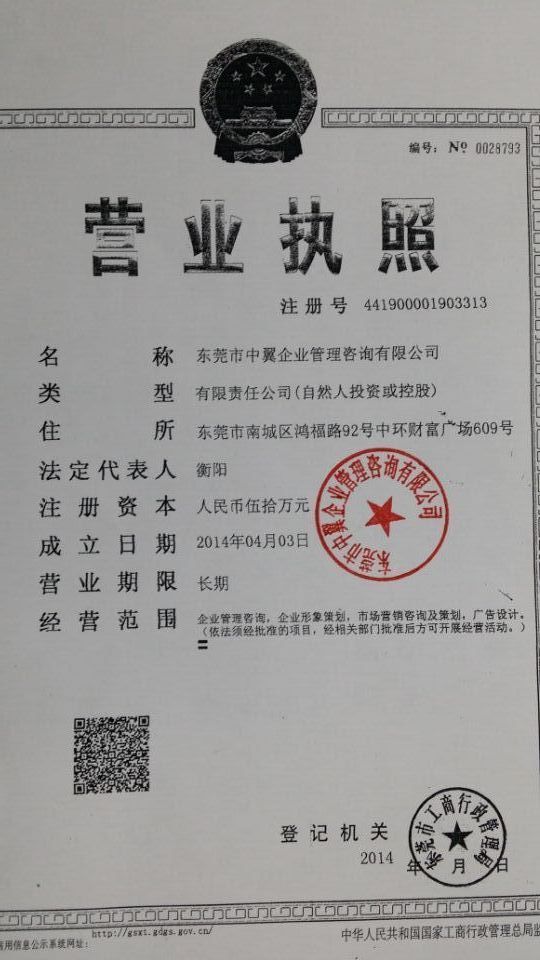 编号: № 0028793
营业执照
注册号 441900001903313
名称 东莞市中翼企业管理咨询有限公司
类型 有限责任公司(自然人投资或控股)
住所 东莞市南城区鸿福路92号中环财富广场609号
法定代表人 衡阳
注册资本 人民币伍拾万元
成立日期 2014年04月03日
营业期限 长期
经营范围 企业管理咨询，企业形象策划，市场营销咨询及策划，广告设计。
（依法须经批准的项目，经相关部门批准后方可开展经营活动。）
东莞市中翼企业管理咨询有限公司
登记机关
东莞市工商行政管理局
2014 年 月 日
http://gsxt.gdgs.gov.cn/
用信息公示系统网址:
中华人民共和国国家工商行政管理总局监